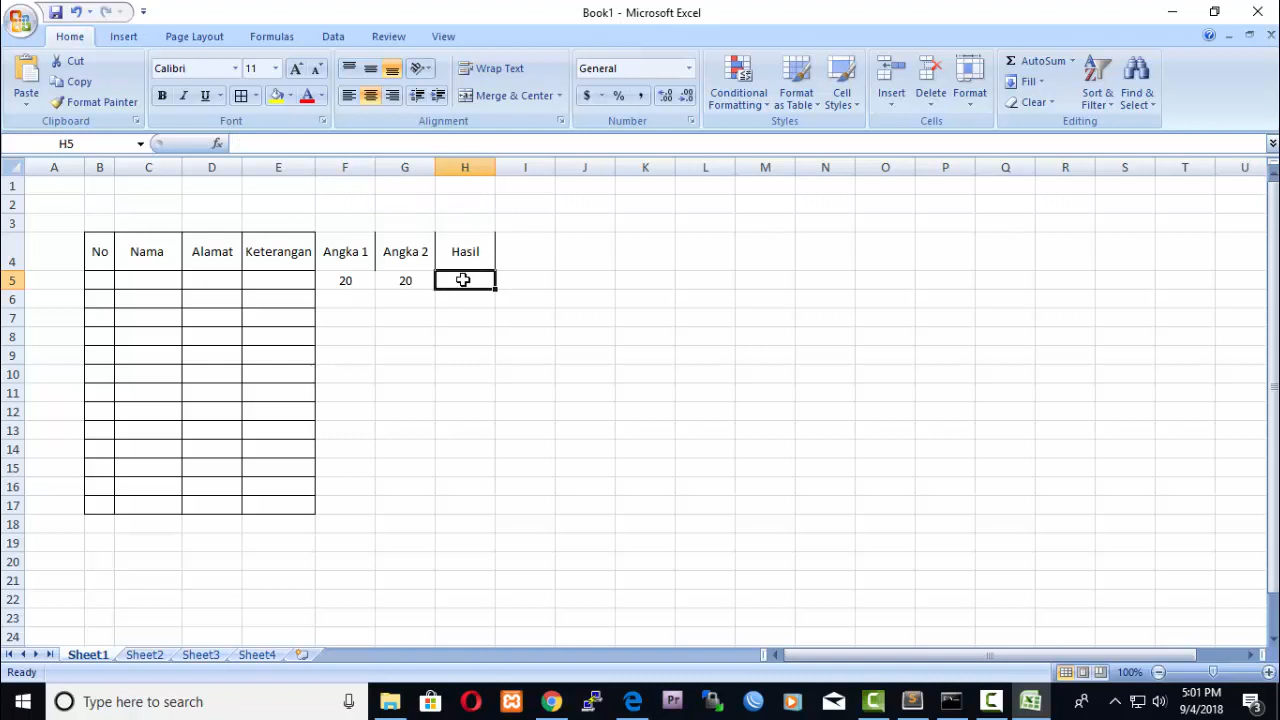 Book1 - Microsoft Excel
Home Insert Page Layout Formulas Data Review View
Paste
Cut
Copy
Format Painter
Clipboard
Calibri 11
B I U
Font
Wrap Text
Merge & Center
Alignment
General
$ % ,
Number
Conditional Formatting
Format as Table
Cell Styles
Styles
Insert
Delete
Format
Cells
Σ AutoSum
Fill
Clear
Sort & Filter
Find & Select
Editing
H5 fx
A B C D E F G H I J K L M N O P Q R S T U
1
2
3
4 No Nama Alamat Keterangan Angka 1 Angka 2 Hasil
5 20 20
6
7
8
9
10
11
12
13
14
15
16
17
18
19
20
21
22
23
24
Sheet1 Sheet2 Sheet3 Sheet4
Ready 100%
Type here to search
Pr
5:01 PM
9/4/2018
3